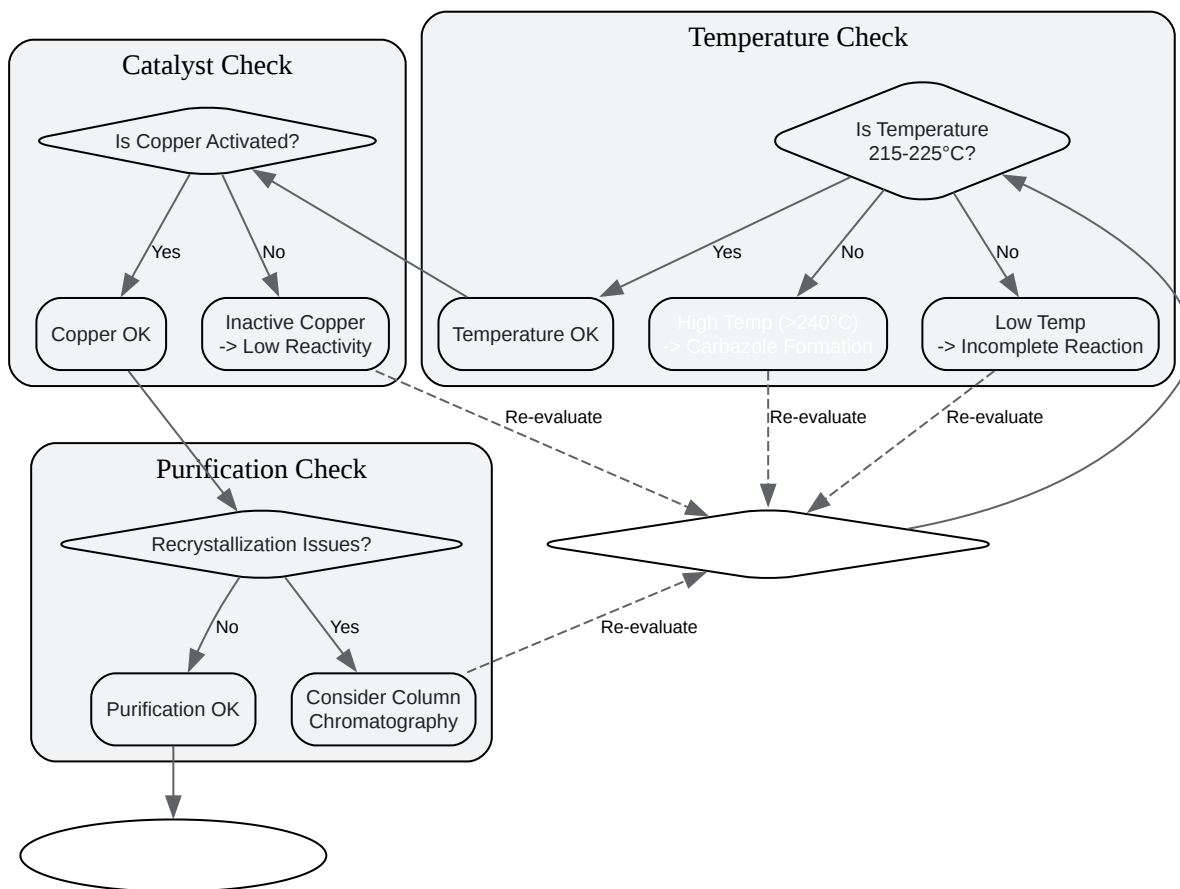 Temperature Check
Catalyst Check
Is Copper Activated?
Is Temperature
215-225°C?
Yes
No
Yes
No
No
Copper OK
Inactive Copper
-> Low Reactivity
Temperature OK
High Temp (>240°C)
-> Carbazole Formation
Low Temp
-> Incomplete Reaction
Re-evaluate
Re-evaluate
Re-evaluate
Purification Check
Recrystallization Issues?
No
Yes
Re-evaluate
Purification OK
Consider Column
Chromatography